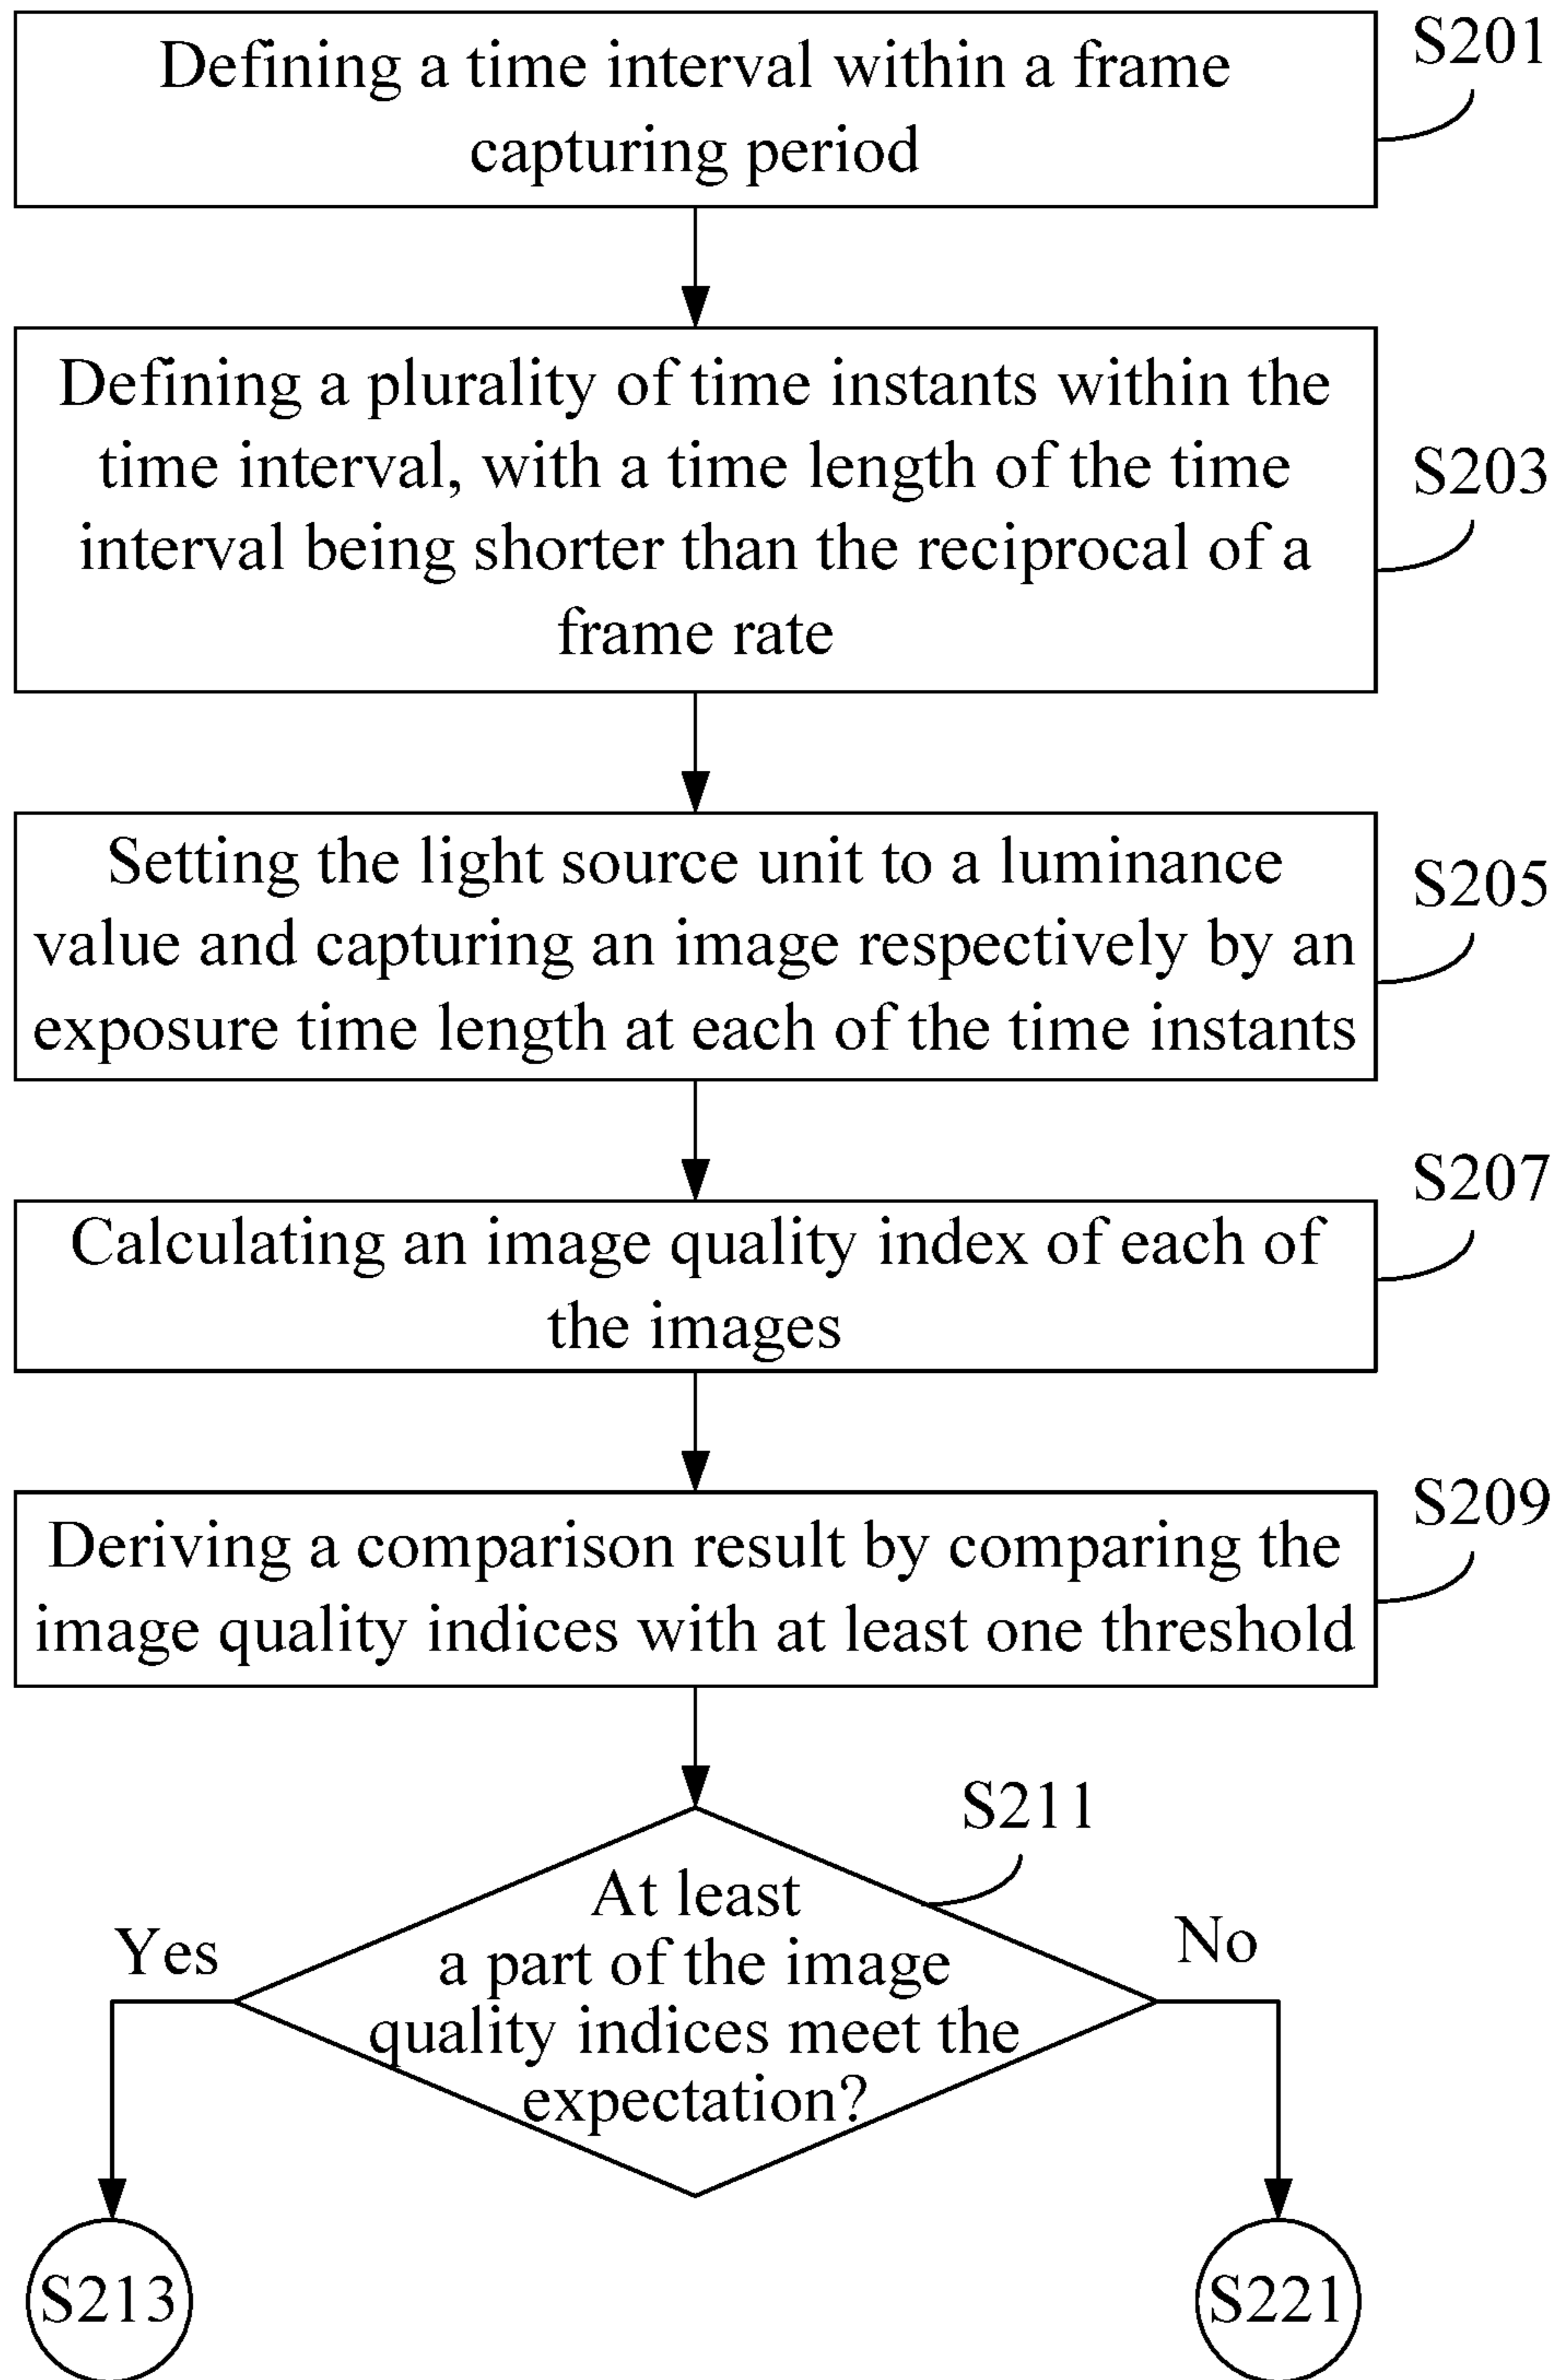 Defining a time interval within a frame
capturing period
S201
Defining a plurality of time instants within the
time interval, with a time length of the time
interval being shorter than the reciprocal of a
frame rate
S203
Setting the light source unit to a luminance
value and capturing an image respectively by an
exposure time length at each of the time instants
S205
Calculating an image quality index of each of
the images
S207
Deriving a comparison result by comparing the
image quality indices with at least one threshold
S209
S211
At least
a part of the image
quality indices meet the
expectation?
Yes
No
S213
S221